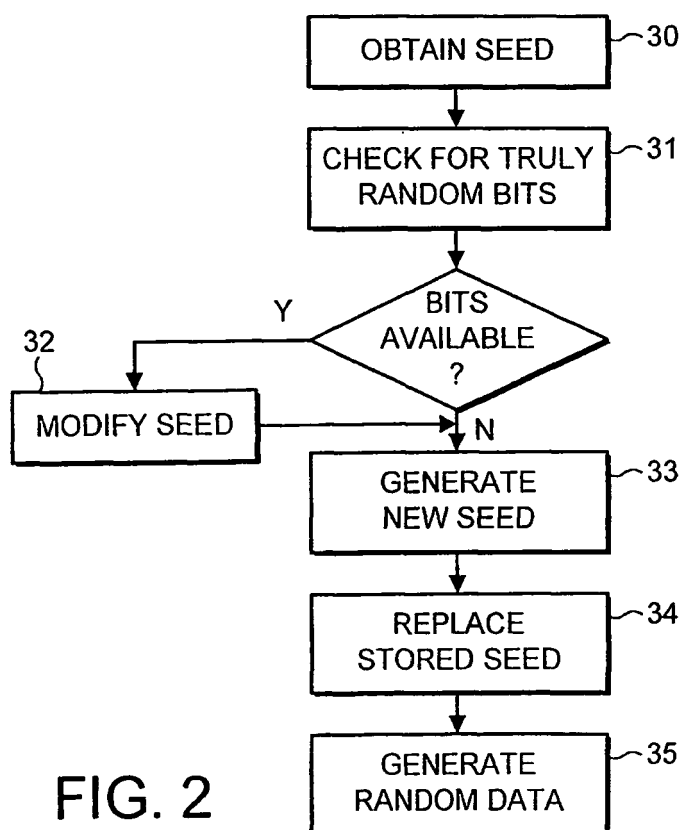 OBTAIN SEED
30
CHECK FOR TRULY
RANDOM BITS
31
BITS
AVAILABLE
?
Y
32
MODIFY SEED
N
GENERATE
NEW SEED
33
REPLACE
STORED SEED
34
GENERATE
RANDOM DATA
35
FIG. 2